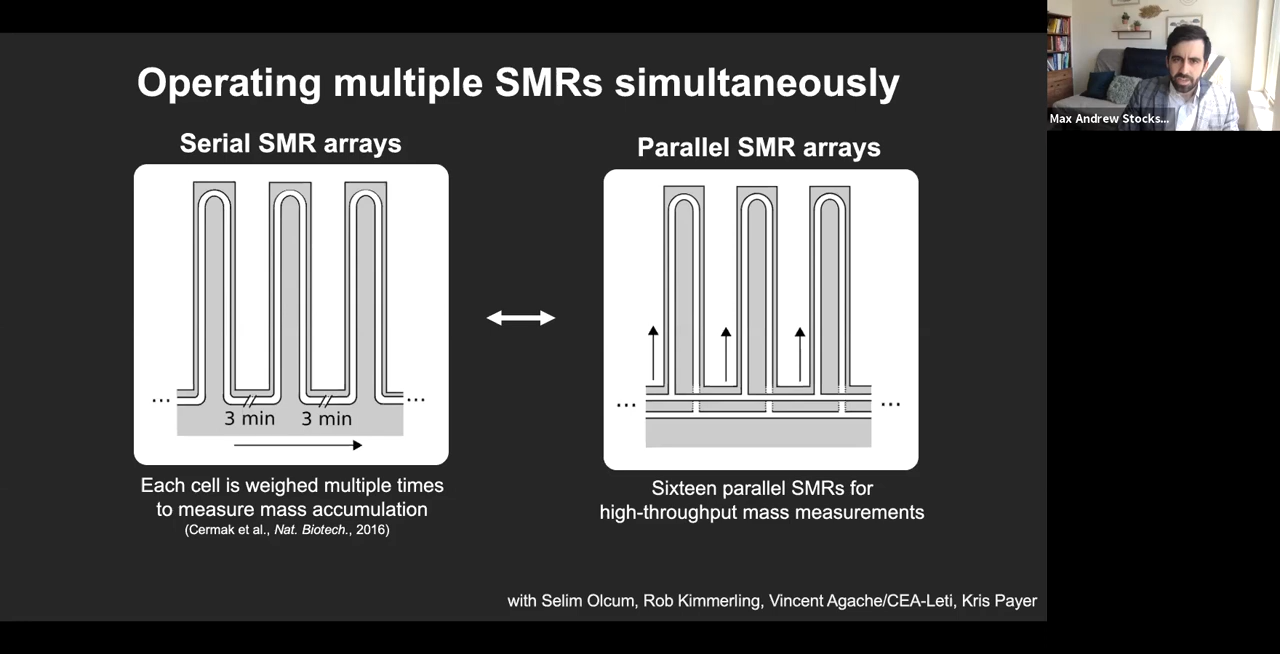 Operating multiple SMRs simultaneously
Serial SMR arrays
...
3 min
3 min
...
Each cell is weighed multiple times
to measure mass accumulation
(Cermak et al., Nat. Biotech., 2016)
Parallel SMR arrays
...
...
Sixteen parallel SMRs for
high-throughput mass measurements
with Selim Olcum, Rob Kimmerling, Vincent Agache/CEA-Leti, Kris Payer
Max Andrew Stocks...